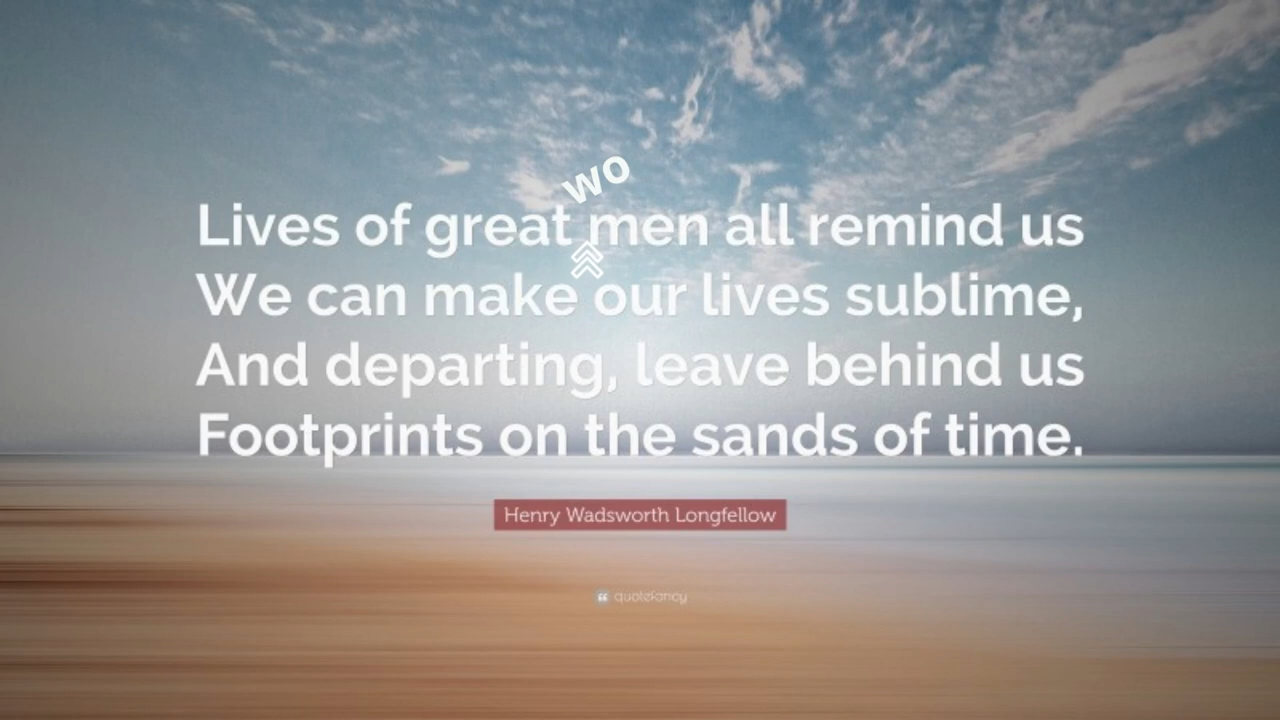 wo
Lives of great men all remind us
We can make our lives sublime,
And departing, leave behind us
Footprints on the sands of time.
Henry Wadsworth Longfellow
quotefancy